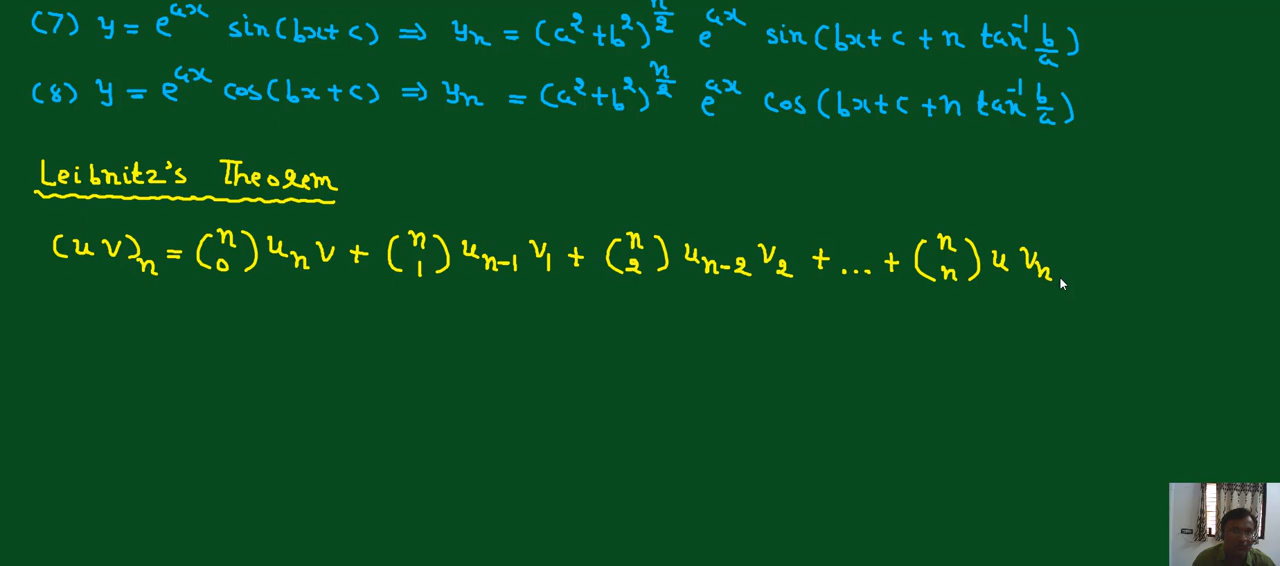 (7) y = e^{ax} sin(bx+c) ⇒ y_n = (a²+b²)^{n/2} e^{ax} sin(bx+c+n tan⁻¹ b/a)
(8) y = e^{ax} cos(bx+c) ⇒ y_n = (a²+b²)^{n/2} e^{ax} cos(bx+c+n tan⁻¹ b/a)
Leibnitz's Theorem
(uv)_n = (n 0) u_n v + (n 1) u_{n-1} v_1 + (n 2) u_{n-2} v_2 + ... + (n n) u v_n